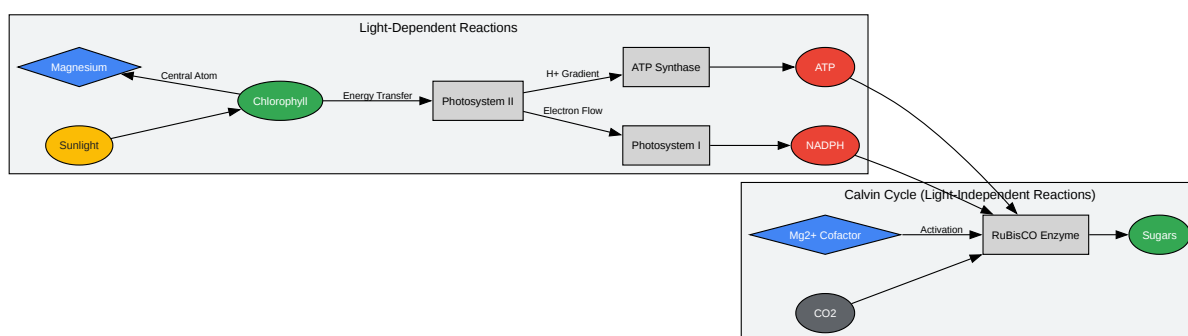 Light-Dependent Reactions
Magnesium
Central Atom
Chlorophyll
Sunlight
Energy Transfer
Photosystem II
H+ Gradient
Electron Flow
ATP Synthase
Photosystem I
ATP
NADPH
Calvin Cycle (Light-Independent Reactions)
Mg2+ Cofactor
Activation
RuBisCO Enzyme
Sugars
CO2